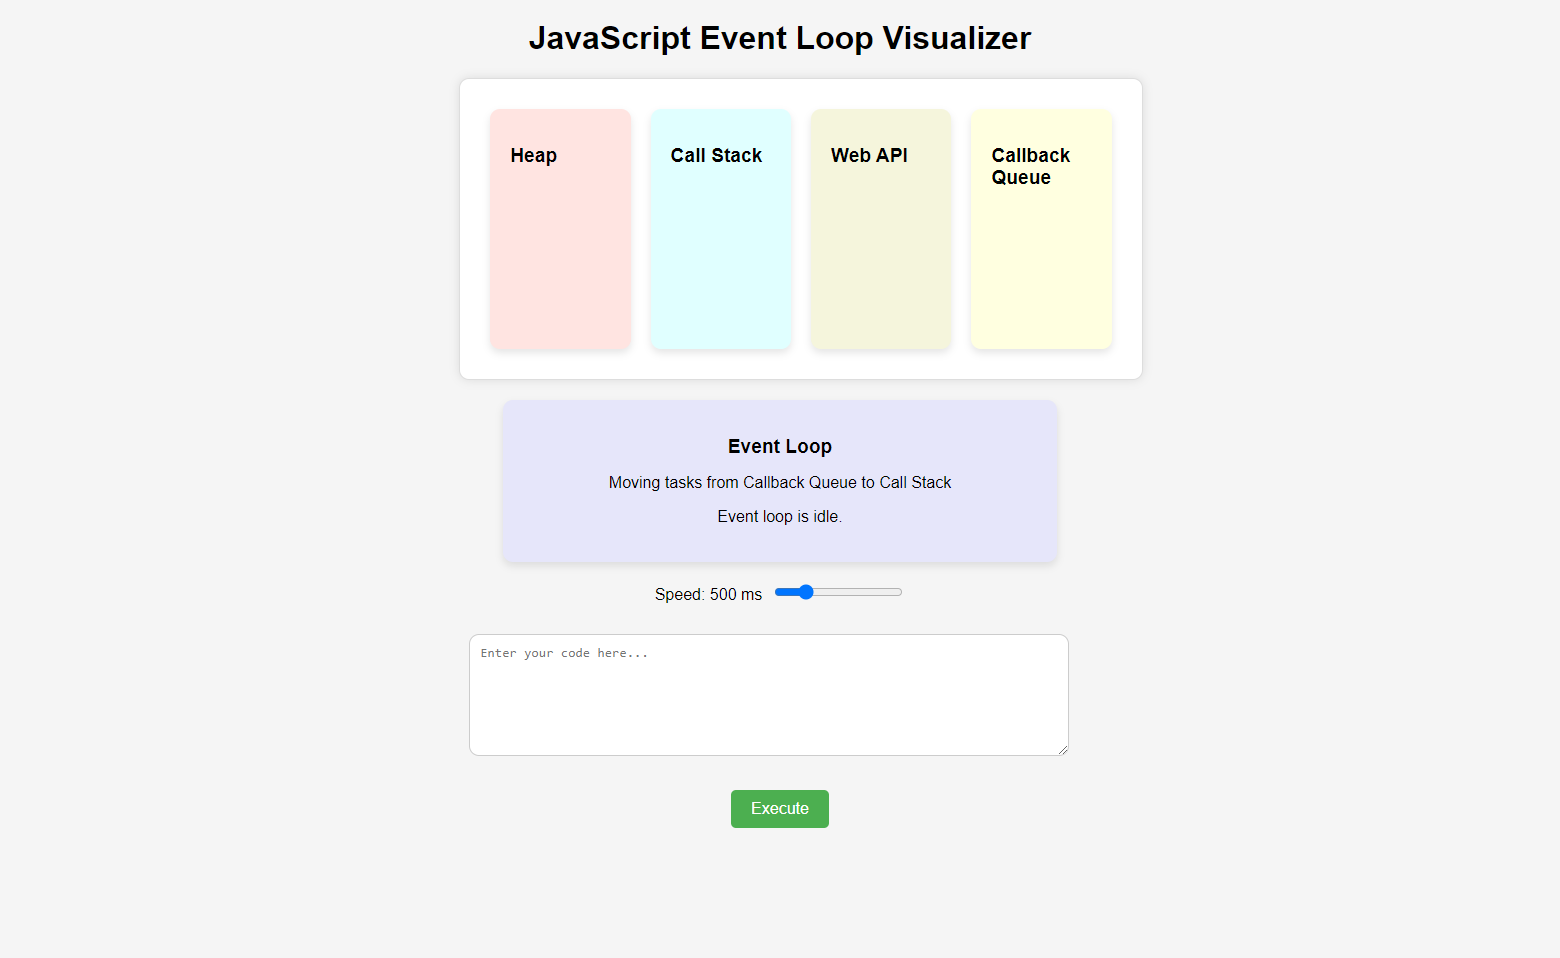 JavaScript Event Loop Visualizer
Heap
Call Stack
Web API
Callback
Queue
Event Loop
Moving tasks from Callback Queue to Call Stack
Event loop is idle.
Speed: 500 ms
Enter your code here...
Execute